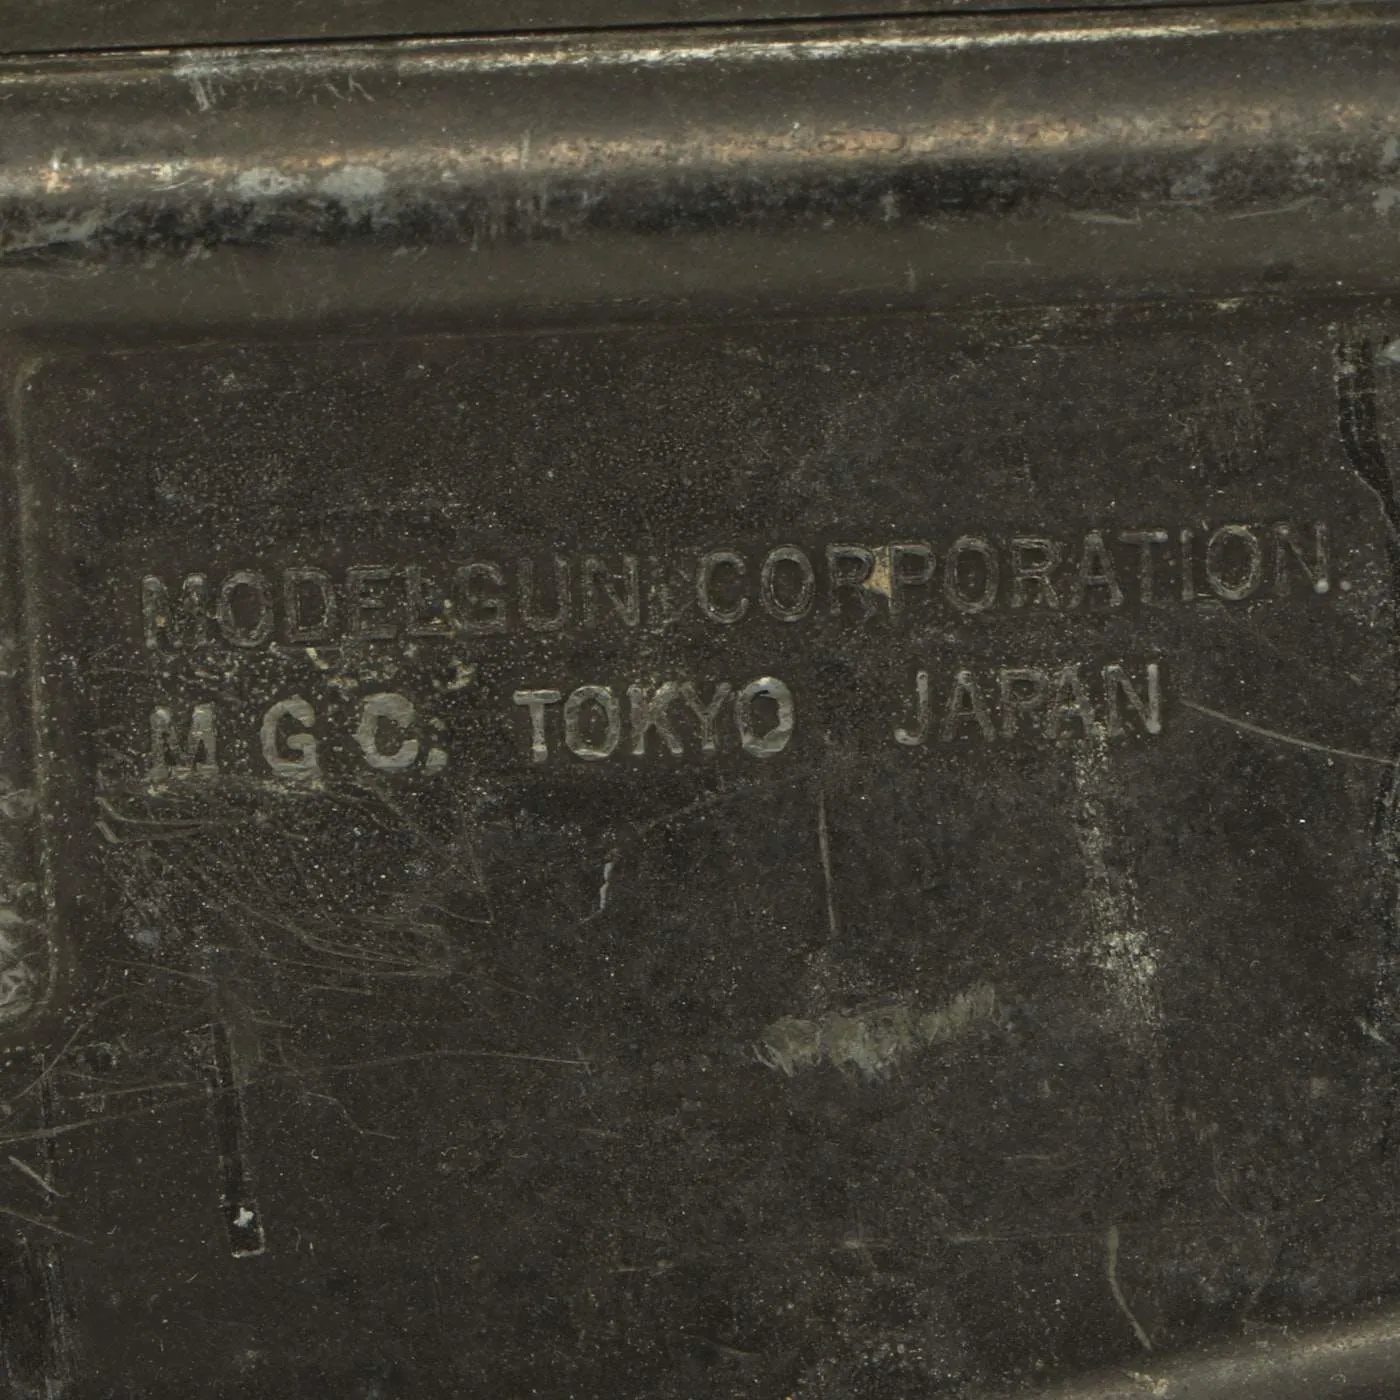 MODELGUN CORPORATION.
M G C. TOKYO JAPAN